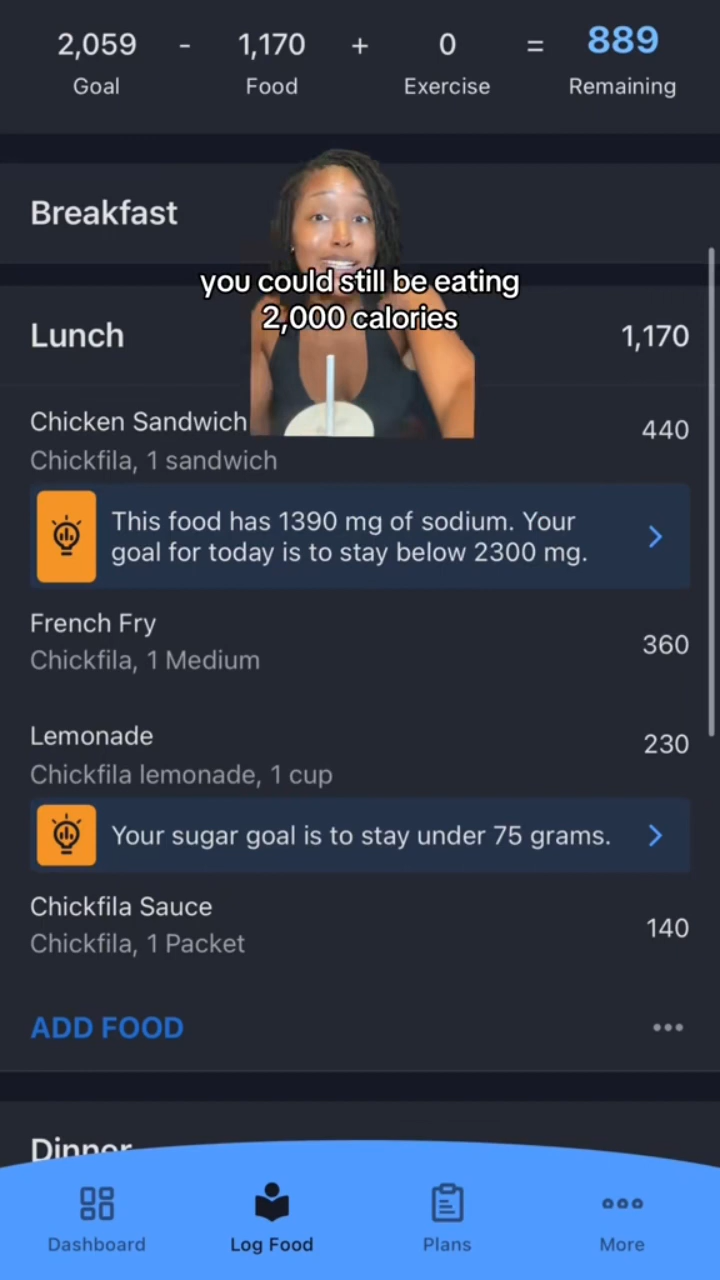 2,059 - 1,170 + 0 = 889
Goal Food Exercise Remaining
Breakfast
you could still be eating
2,000 calories
Lunch 1,170
Chicken Sandwich 440
Chickfila, 1 sandwich
This food has 1390 mg of sodium. Your
goal for today is to stay below 2300 mg.
French Fry 360
Chickfila, 1 Medium
Lemonade 230
Chickfila lemonade, 1 cup
Your sugar goal is to stay under 75 grams.
Chickfila Sauce 140
Chickfila, 1 Packet
ADD FOOD
Dinner
Dashboard Log Food Plans More